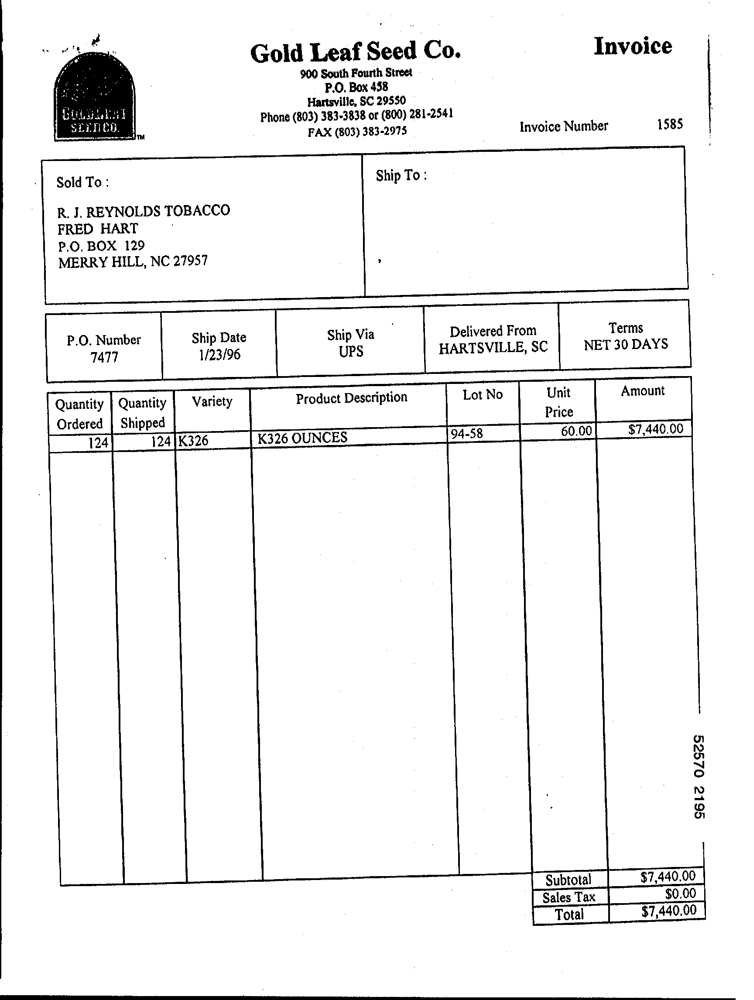 Gold Leaf Seed Co.
Invoice
900 South Fourth Street
P.O. Box 458
Hartsville, SC 29550
Phone (803) 383-3838 or (800) 281-2541
FAX (803) 383-2975
GOLDLEAF
SEED CO.
TM
Invoice Number 1585
Sold To :
R. J. REYNOLDS TOBACCO
FRED HART
P.O. BOX 129
MERRY HILL, NC 27957
Ship To :
P.O. Number
7477
Ship Date
1/23/96
Ship Via
UPS
Delivered From
HARTSVILLE, SC
Terms
NET 30 DAYS
Quantity Ordered
Quantity Shipped
Variety
Product Description
Lot No
Unit Price
Amount
124 124 K326 K326 OUNCES 94-58 60.00 $7,440.00
Subtotal $7,440.00
Sales Tax $0.00
Total $7,440.00
52570 2195